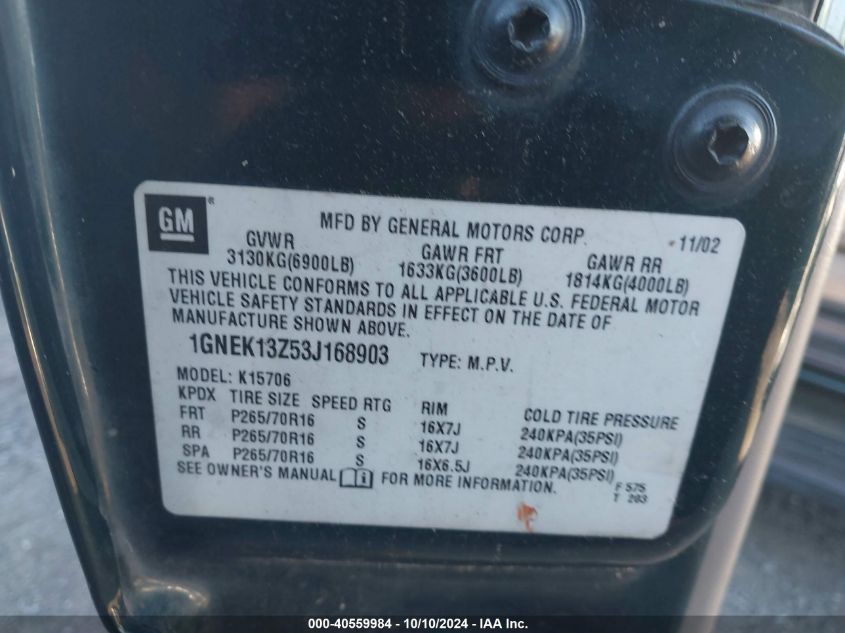 GM ® MFD BY GENERAL MOTORS CORP. 11/02
GVWR GAWR FRT GAWR RR
3130KG(6900LB) 1633KG(3600LB) 1814KG(4000LB)
THIS VEHICLE CONFORMS TO ALL APPLICABLE U.S. FEDERAL MOTOR
VEHICLE SAFETY STANDARDS IN EFFECT ON THE DATE OF
MANUFACTURE SHOWN ABOVE.
1GNEK13Z53J168903 TYPE: M.P.V.
MODEL: K15706
KPDX TIRE SIZE SPEED RTG RIM COLD TIRE PRESSURE
FRT P265/70R16 S 16X7J 240KPA(35PSI)
RR P265/70R16 S 16X7J 240KPA(35PSI)
SPA P265/70R16 S 16X6.5J 240KPA(35PSI)
SEE OWNER'S MANUAL FOR MORE INFORMATION.
F 575
T 203
000-40559984 - 10/10/2024 - IAA Inc.